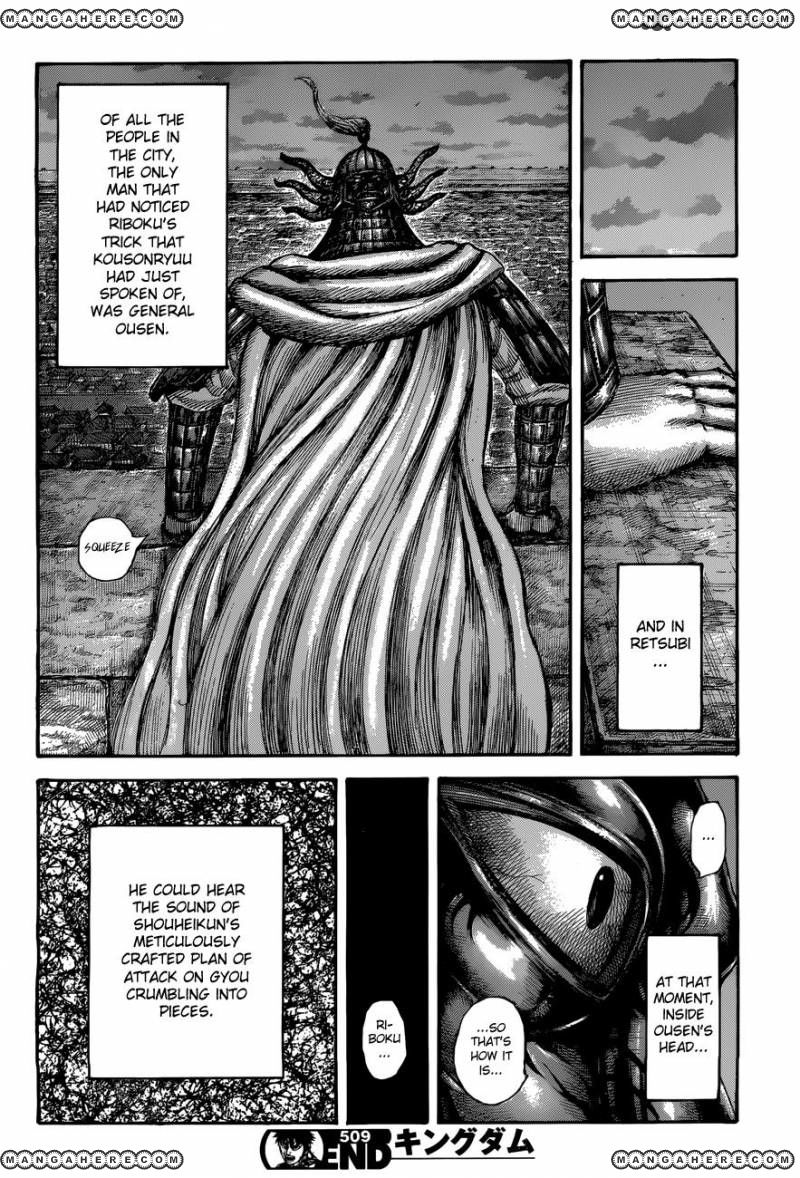 MANGAHERE.COM
MANGAHERE.COM
AND IN
RETSUBI
...
OF ALL THE
PEOPLE IN
THE CITY,
THE ONLY
MAN THAT
HAD NOTICED
RIBOKU'S
TRICK THAT
KOUSONRYUU
HAD JUST
SPOKEN OF,
WAS GENERAL
OUSEN.
SQUEEZE
...
AT THAT
MOMENT,
INSIDE
OUSEN'S
HEAD...
...SO
THAT'S
HOW IT
IS...
RI-
BOKU
...
HE COULD HEAR
THE SOUND OF
SHOUHEIKUN'S
METICULOUSLY
CRAFTED PLAN OF
ATTACK ON GYOU
CRUMBLING INTO
PIECES.
509
END キングダム
MANGAHERE.COM
MANGAHERE.COM